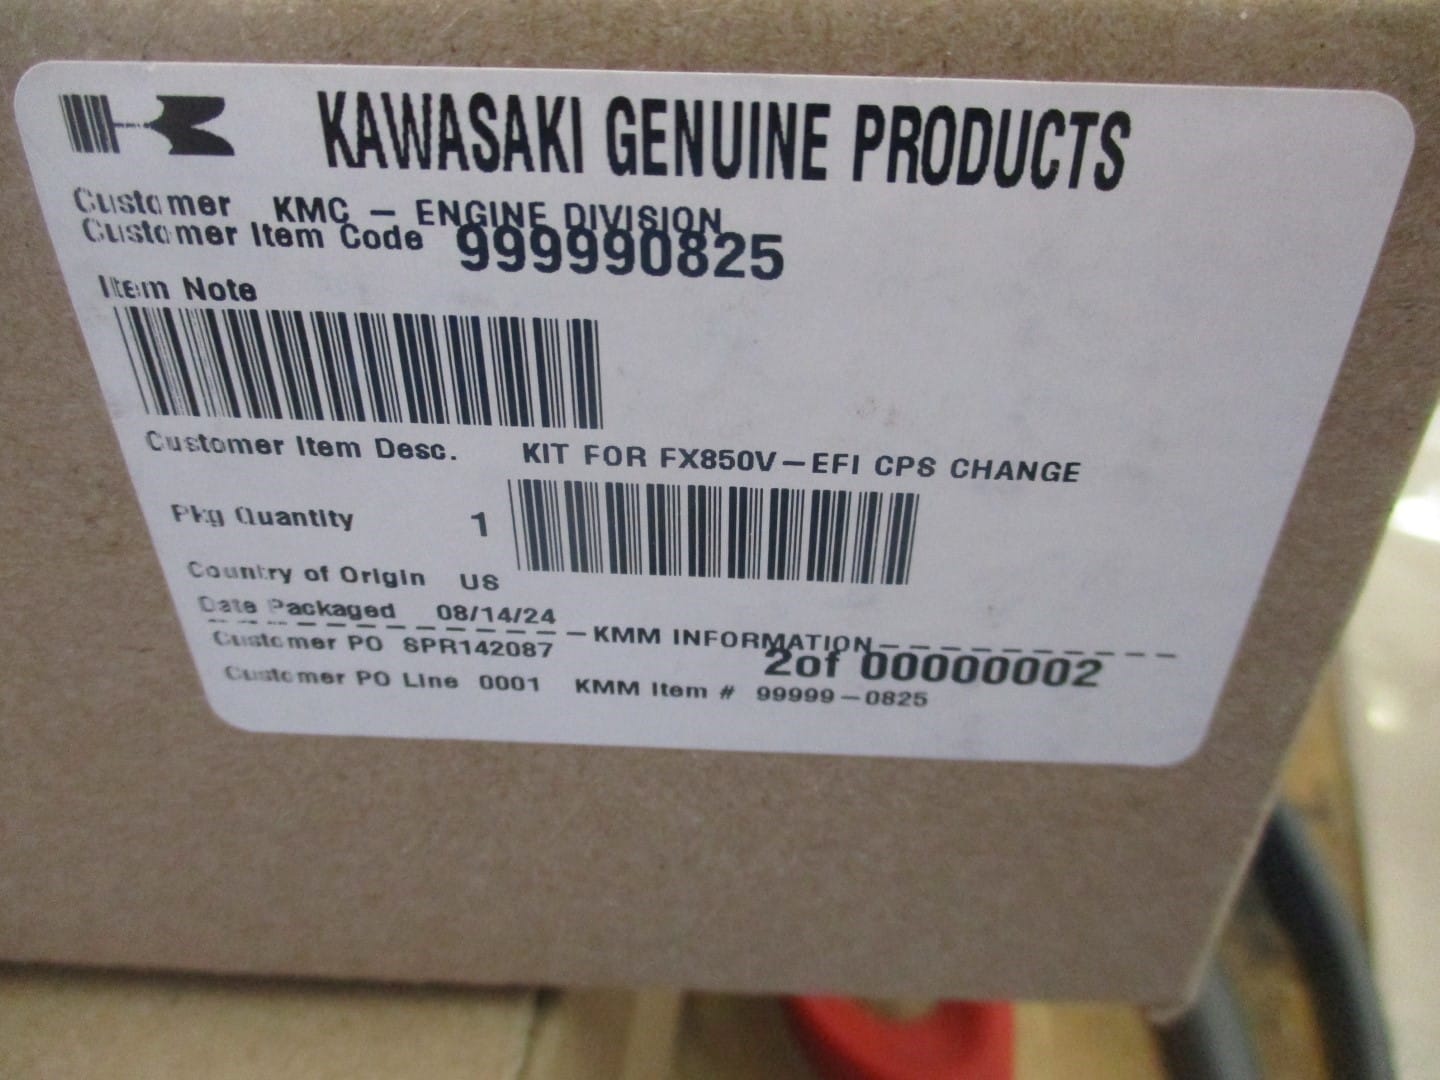 KAWASAKI GENUINE PRODUCTS
Customer KMC - ENGINE DIVISION
Customer Item Code 999990825
Item Note
Customer Item Desc. KIT FOR FX850V-EFI CPS CHANGE
Pkg Quantity 1
Country of Origin US
Date Packaged 08/14/24
KMM INFORMATION
Customer PO SPR142087
2of 00000002
Customer PO Line 0001 KMM Item # 99999-0825